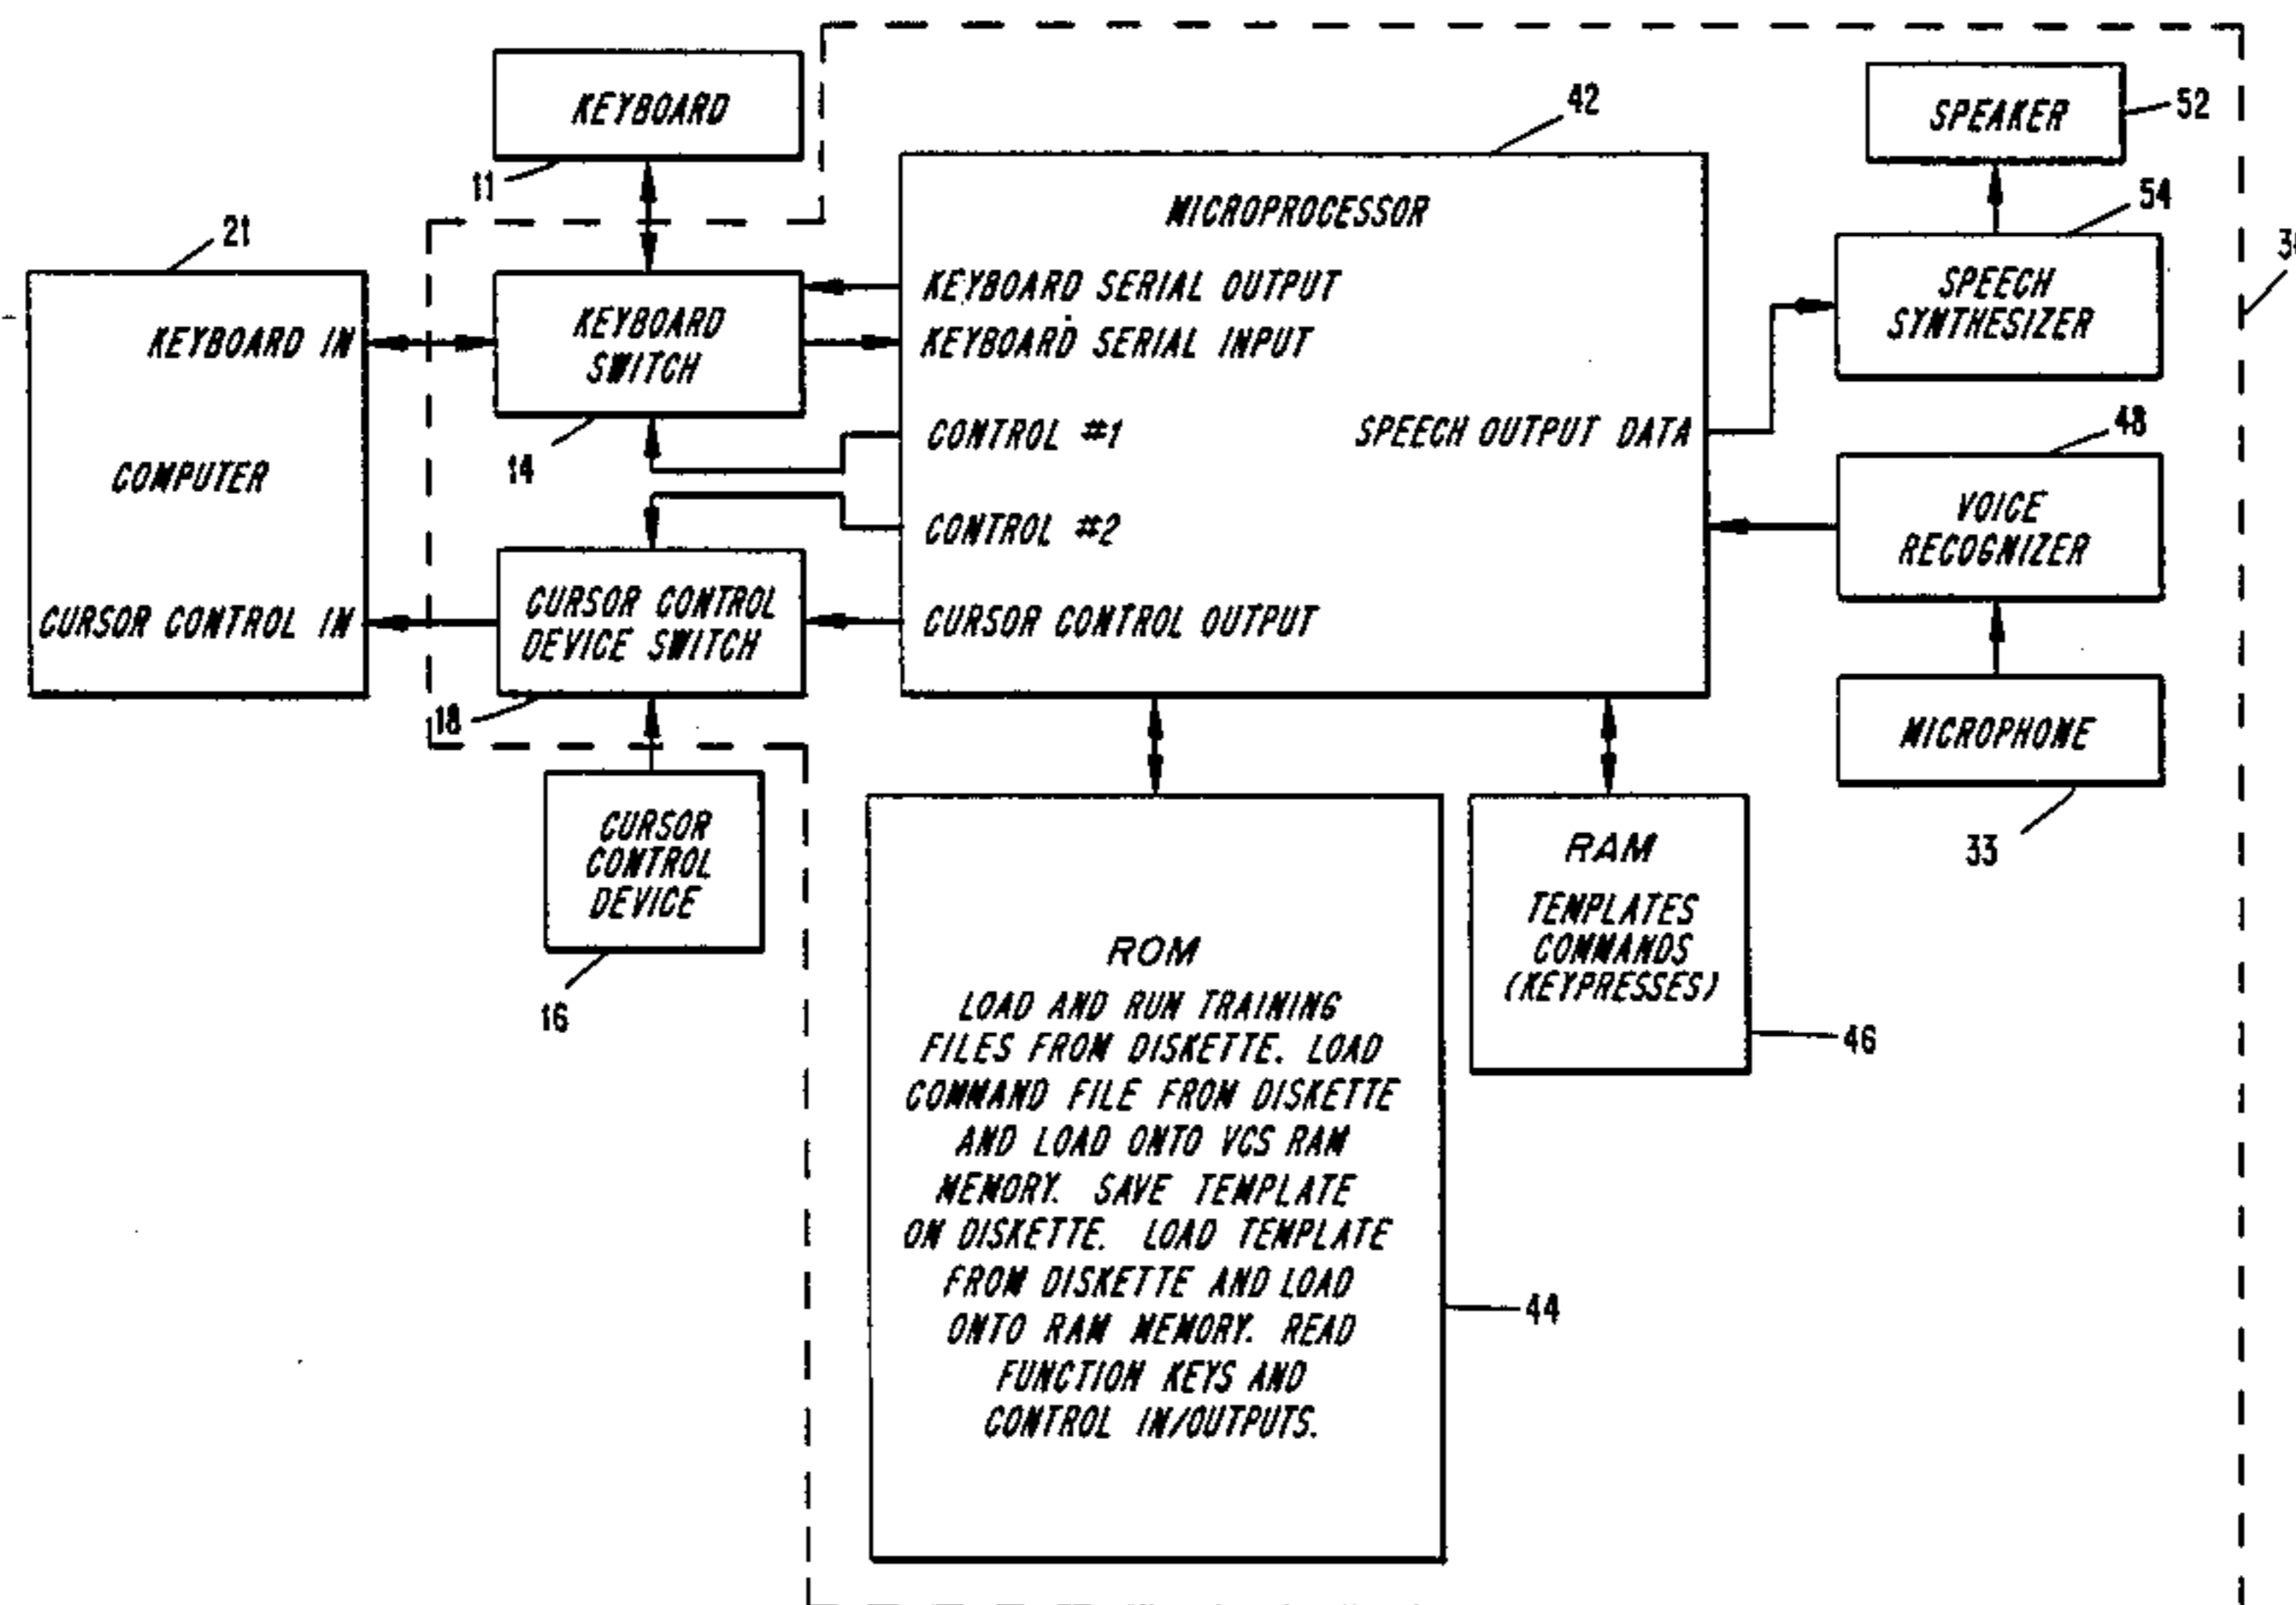 KEYBOARD
11
42
SPEAKER
52
21
COMPUTER
KEYBOARD IN
CURSOR CONTROL IN
KEYBOARD
SWITCH
14
CURSOR CONTROL
DEVICE SWITCH
18
CURSOR
CONTROL
DEVICE
16
MICROPROCESSOR
KEYBOARD SERIAL OUTPUT
KEYBOARD SERIAL INPUT
CONTROL #1
SPEECH OUTPUT DATA
CONTROL #2
CURSOR CONTROL OUTPUT
54
SPEECH
SYNTHESIZER
48
VOICE
RECOGNIZER
MICROPHONE
33
ROM
LOAD AND RUN TRAINING
FILES FROM DISKETTE. LOAD
COMMAND FILE FROM DISKETTE
AND LOAD ONTO VCS RAM
MEMORY. SAVE TEMPLATE
ON DISKETTE. LOAD TEMPLATE
FROM DISKETTE AND LOAD
ONTO RAM MEMORY. READ
FUNCTION KEYS AND
CONTROL IN/OUTPUTS.
44
RAM
TEMPLATES
COMMANDS
(KEYPRESSES)
46